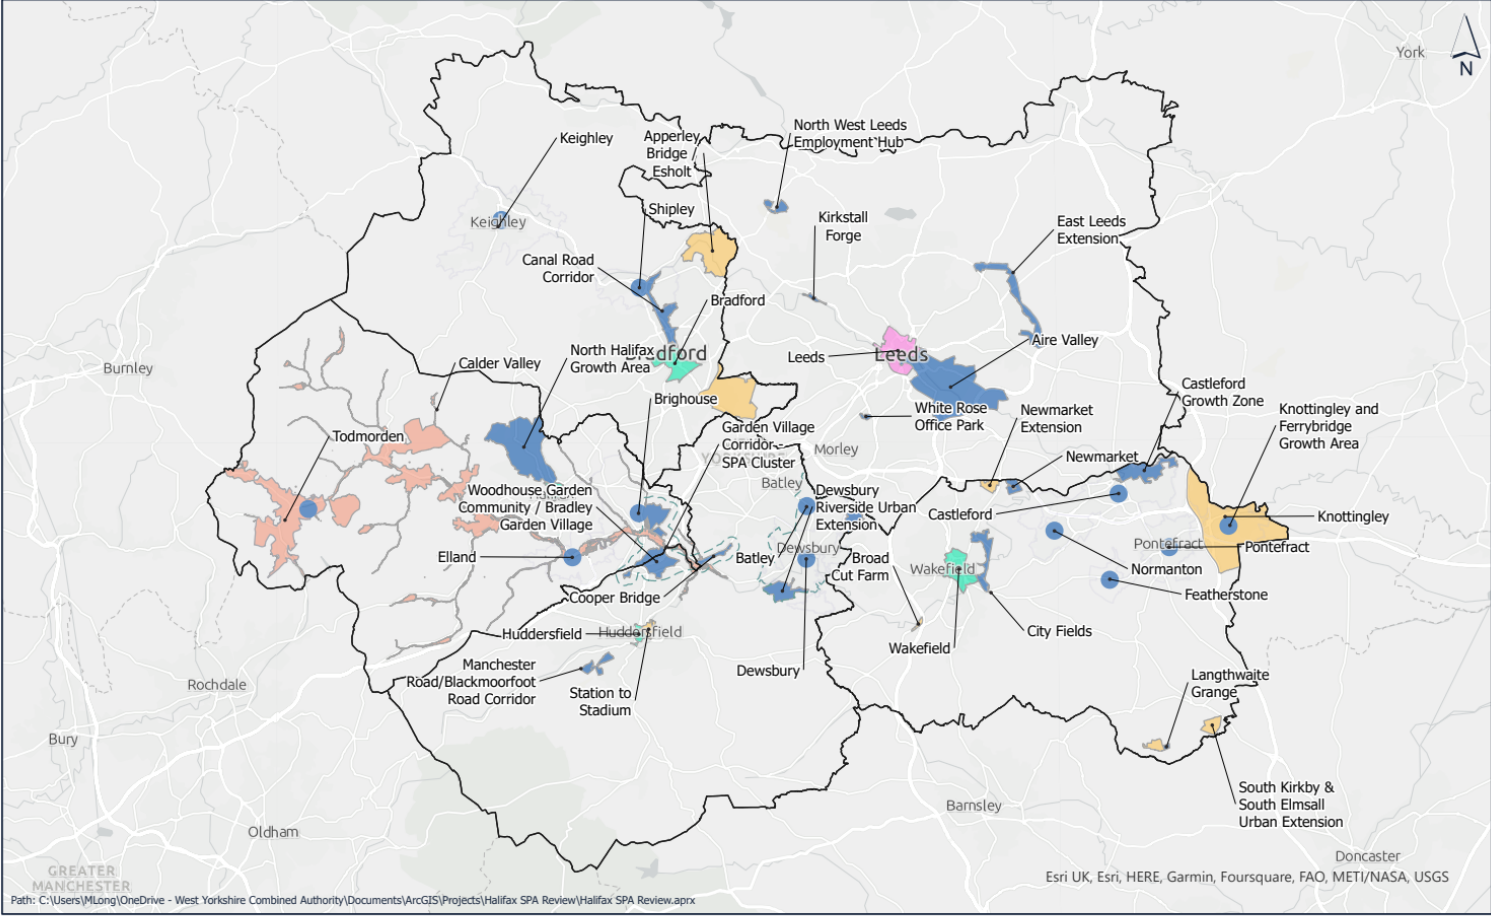 York
N
North West Leeds
Employment Hub
Apperley
Bridge
Esholt
Keighley
Keighley
Shipley
Kirkstall
Forge
East Leeds
Extension
Canal Road
Corridor
Bradford
Aire Valley
North Halifax
Growth Area
Leeds
Leeds
Calder Valley
Burnley
Castleford
Growth Zone
Brighouse
White Rose
Office Park
Newmarket
Extension
Knottingley and
Ferrybridge
Growth Area
Garden Village
Corridor -
SPA Cluster
Todmorden
Morley
Newmarket
Batley
Woodhouse Garden
Community / Bradley
Garden Village
Dewsbury
Riverside Urban
Extension
Castleford
Knottingley
Elland
Batley
Dewsbury
Broad
Cut Farm
Wakefield
Pontefract
Pontefract
Normanton
Featherstone
Cooper Bridge
Huddersfield
Huddersfield
City Fields
Wakefield
Manchester
Road/Blackmoorfoot
Road Corridor
Station to
Stadium
Dewsbury
Langthwaite
Grange
Rochdale
Bury
South Kirkby &
South Elmsall
Urban Extension
Barnsley
Oldham
Doncaster
GREATER
MANCHESTER
Esri UK, Esri, HERE, Garmin, Foursquare, FAO, METI/NASA, USGS
Path: C:\Users\MLong\OneDrive - West Yorkshire Combined Authority\Documents\ArcGIS\Projects\Halifax SPA Review\Halifax SPA Review.aprx